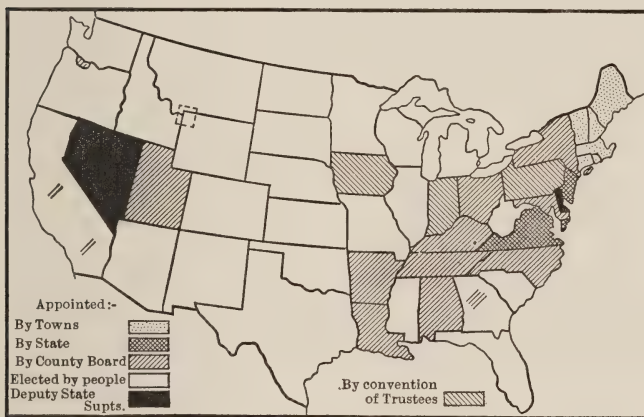 Appointed:-
By Towns
By State
By County Board
Elected by people
Deputy State
Supts.
By convention
of Trustees